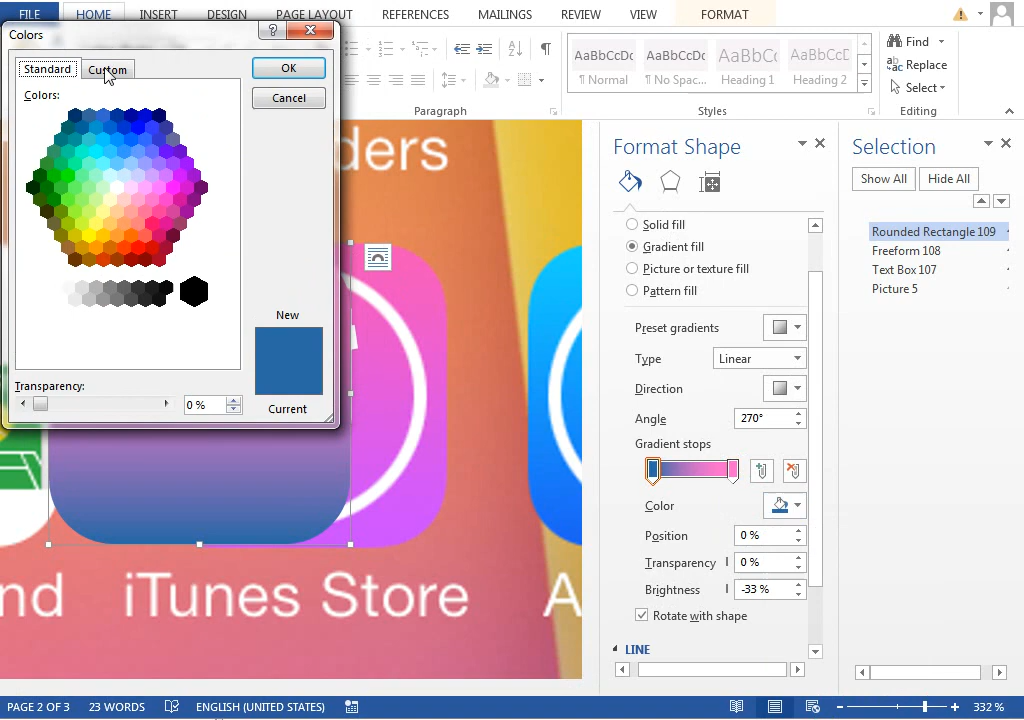 FILE HOME INSERT DESIGN PAGE LAYOUT REFERENCES MAILINGS REVIEW VIEW FORMAT
Colors
Standard Custom
OK
Cancel
Colors:
New
Current
Transparency:
0 %
AaBbCcDc AaBbCcDc AaBbCc AaBbCcD
¶ Normal ¶ No Spac... Heading 1 Heading 2
Find
Replace
Select
Paragraph Styles Editing
ders
nd iTunes Store A
Format Shape
Solid fill
Gradient fill
Picture or texture fill
Pattern fill
Preset gradients
Type Linear
Direction
Angle 270°
Gradient stops
Color
Position 0 %
Transparency 0 %
Brightness -33 %
Rotate with shape
LINE
Selection
Show All Hide All
Rounded Rectangle 109
Freeform 108
Text Box 107
Picture 5
PAGE 2 OF 3 23 WORDS ENGLISH (UNITED STATES) 332 %